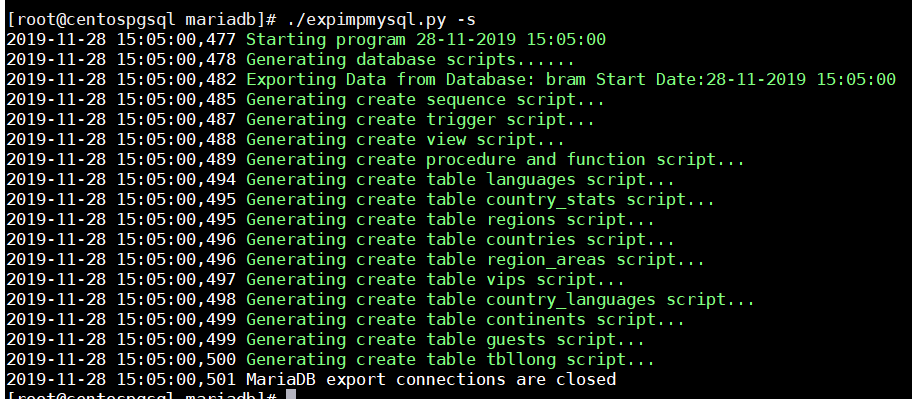 [root@centospgsql mariadb]# ./expimpmysql.py -s
2019-11-28 15:05:00,477 Starting program 28-11-2019 15:05:00
2019-11-28 15:05:00,478 Generating database scripts......
2019-11-28 15:05:00,482 Exporting Data from Database: bram Start Date:28-11-2019 15:05:00
2019-11-28 15:05:00,485 Generating create sequence script...
2019-11-28 15:05:00,487 Generating create trigger script...
2019-11-28 15:05:00,488 Generating create view script...
2019-11-28 15:05:00,489 Generating create procedure and function script...
2019-11-28 15:05:00,494 Generating create table languages script...
2019-11-28 15:05:00,495 Generating create table country_stats script...
2019-11-28 15:05:00,495 Generating create table regions script...
2019-11-28 15:05:00,496 Generating create table countries script...
2019-11-28 15:05:00,496 Generating create table region_areas script...
2019-11-28 15:05:00,497 Generating create table vips script...
2019-11-28 15:05:00,498 Generating create table country_languages script...
2019-11-28 15:05:00,499 Generating create table continents script...
2019-11-28 15:05:00,499 Generating create table guests script...
2019-11-28 15:05:00,500 Generating create table tbllong script...
2019-11-28 15:05:00,501 MariaDB export connections are closed
[root@centospgsql mariadb]#